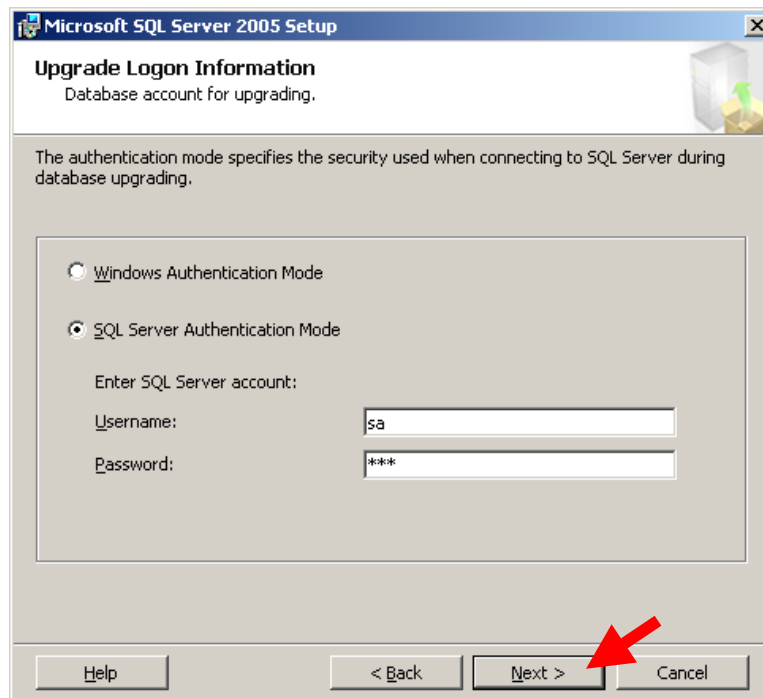 Microsoft SQL Server 2005 Setup
Upgrade Logon Information
Database account for upgrading.
The authentication mode specifies the security used when connecting to SQL Server during
database upgrading.
Windows Authentication Mode
SQL Server Authentication Mode
Enter SQL Server account:
Username: sa
Password: ***
Help < Back Next > Cancel